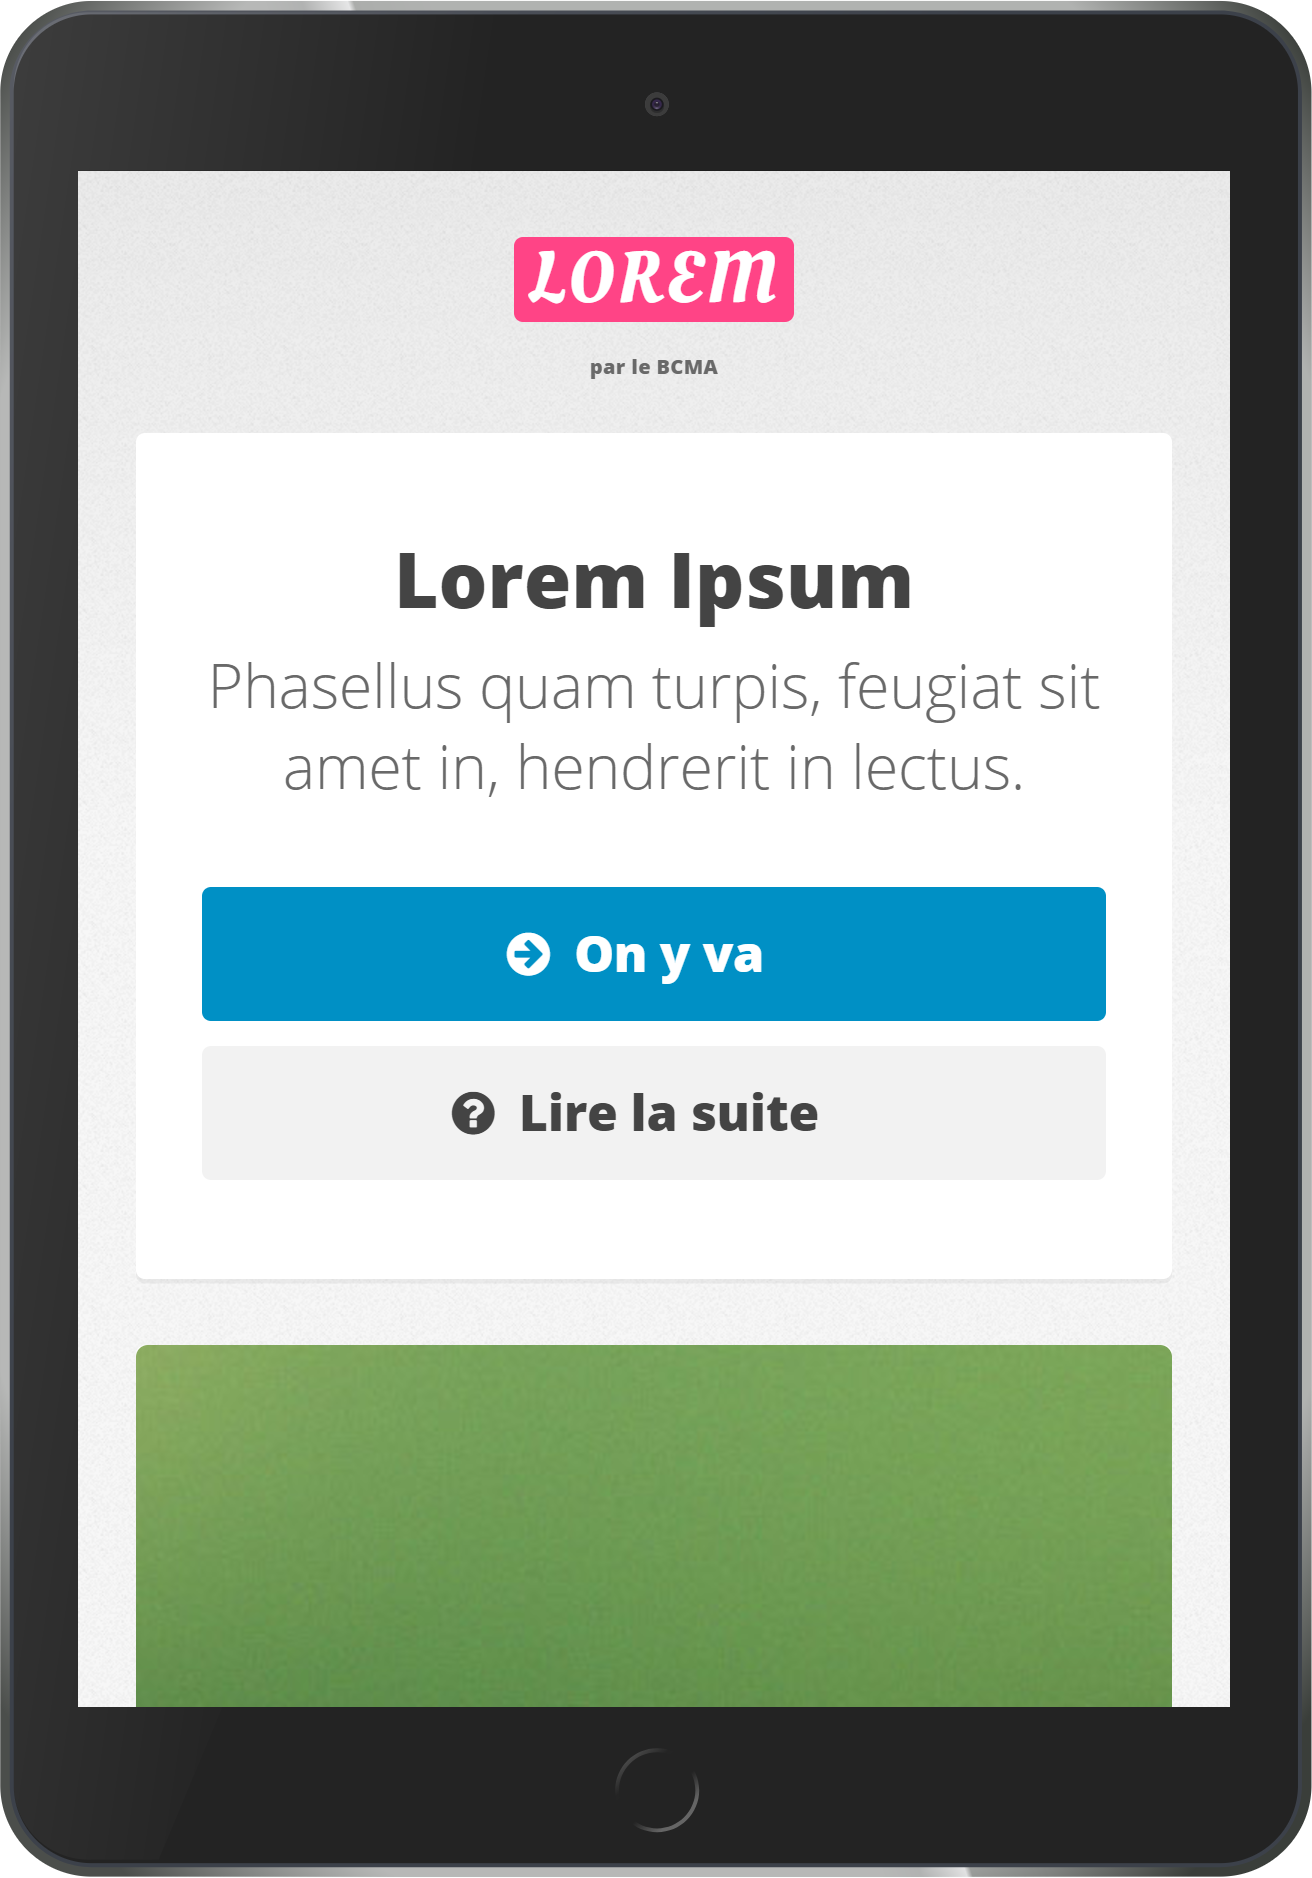 LOREM
par le BCMA
Lorem Ipsum
Phasellus quam turpis, feugiat sit
amet in, hendrerit in lectus.
On y va
Lire la suite